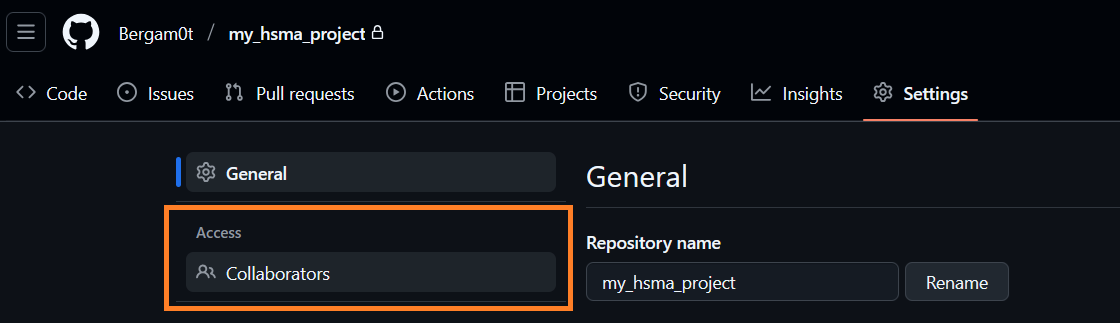 Bergam0t / my_hsma_project
Code Issues Pull requests Actions Projects Security Insights Settings
General
General
Access
Collaborators
Repository name
my_hsma_project Rename